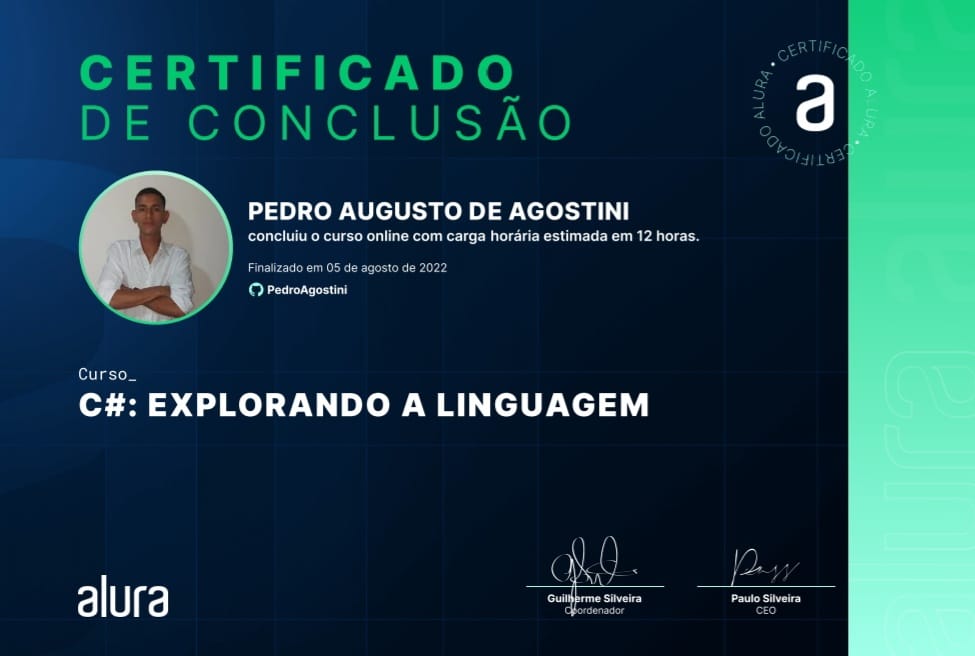 CERTIFICADO
DE CONCLUSÃO
CERTIFICADO ALURA • CERTIFICADO ALURA •
a
PEDRO AUGUSTO DE AGOSTINI
concluiu o curso online com carga horária estimada em 12 horas.
Finalizado em 05 de agosto de 2022
PedroAgostini
Curso_
C#: EXPLORANDO A LINGUAGEM
alura
Guilherme Silveira
Coordenador
Paulo Silveira
CEO
alura
alura